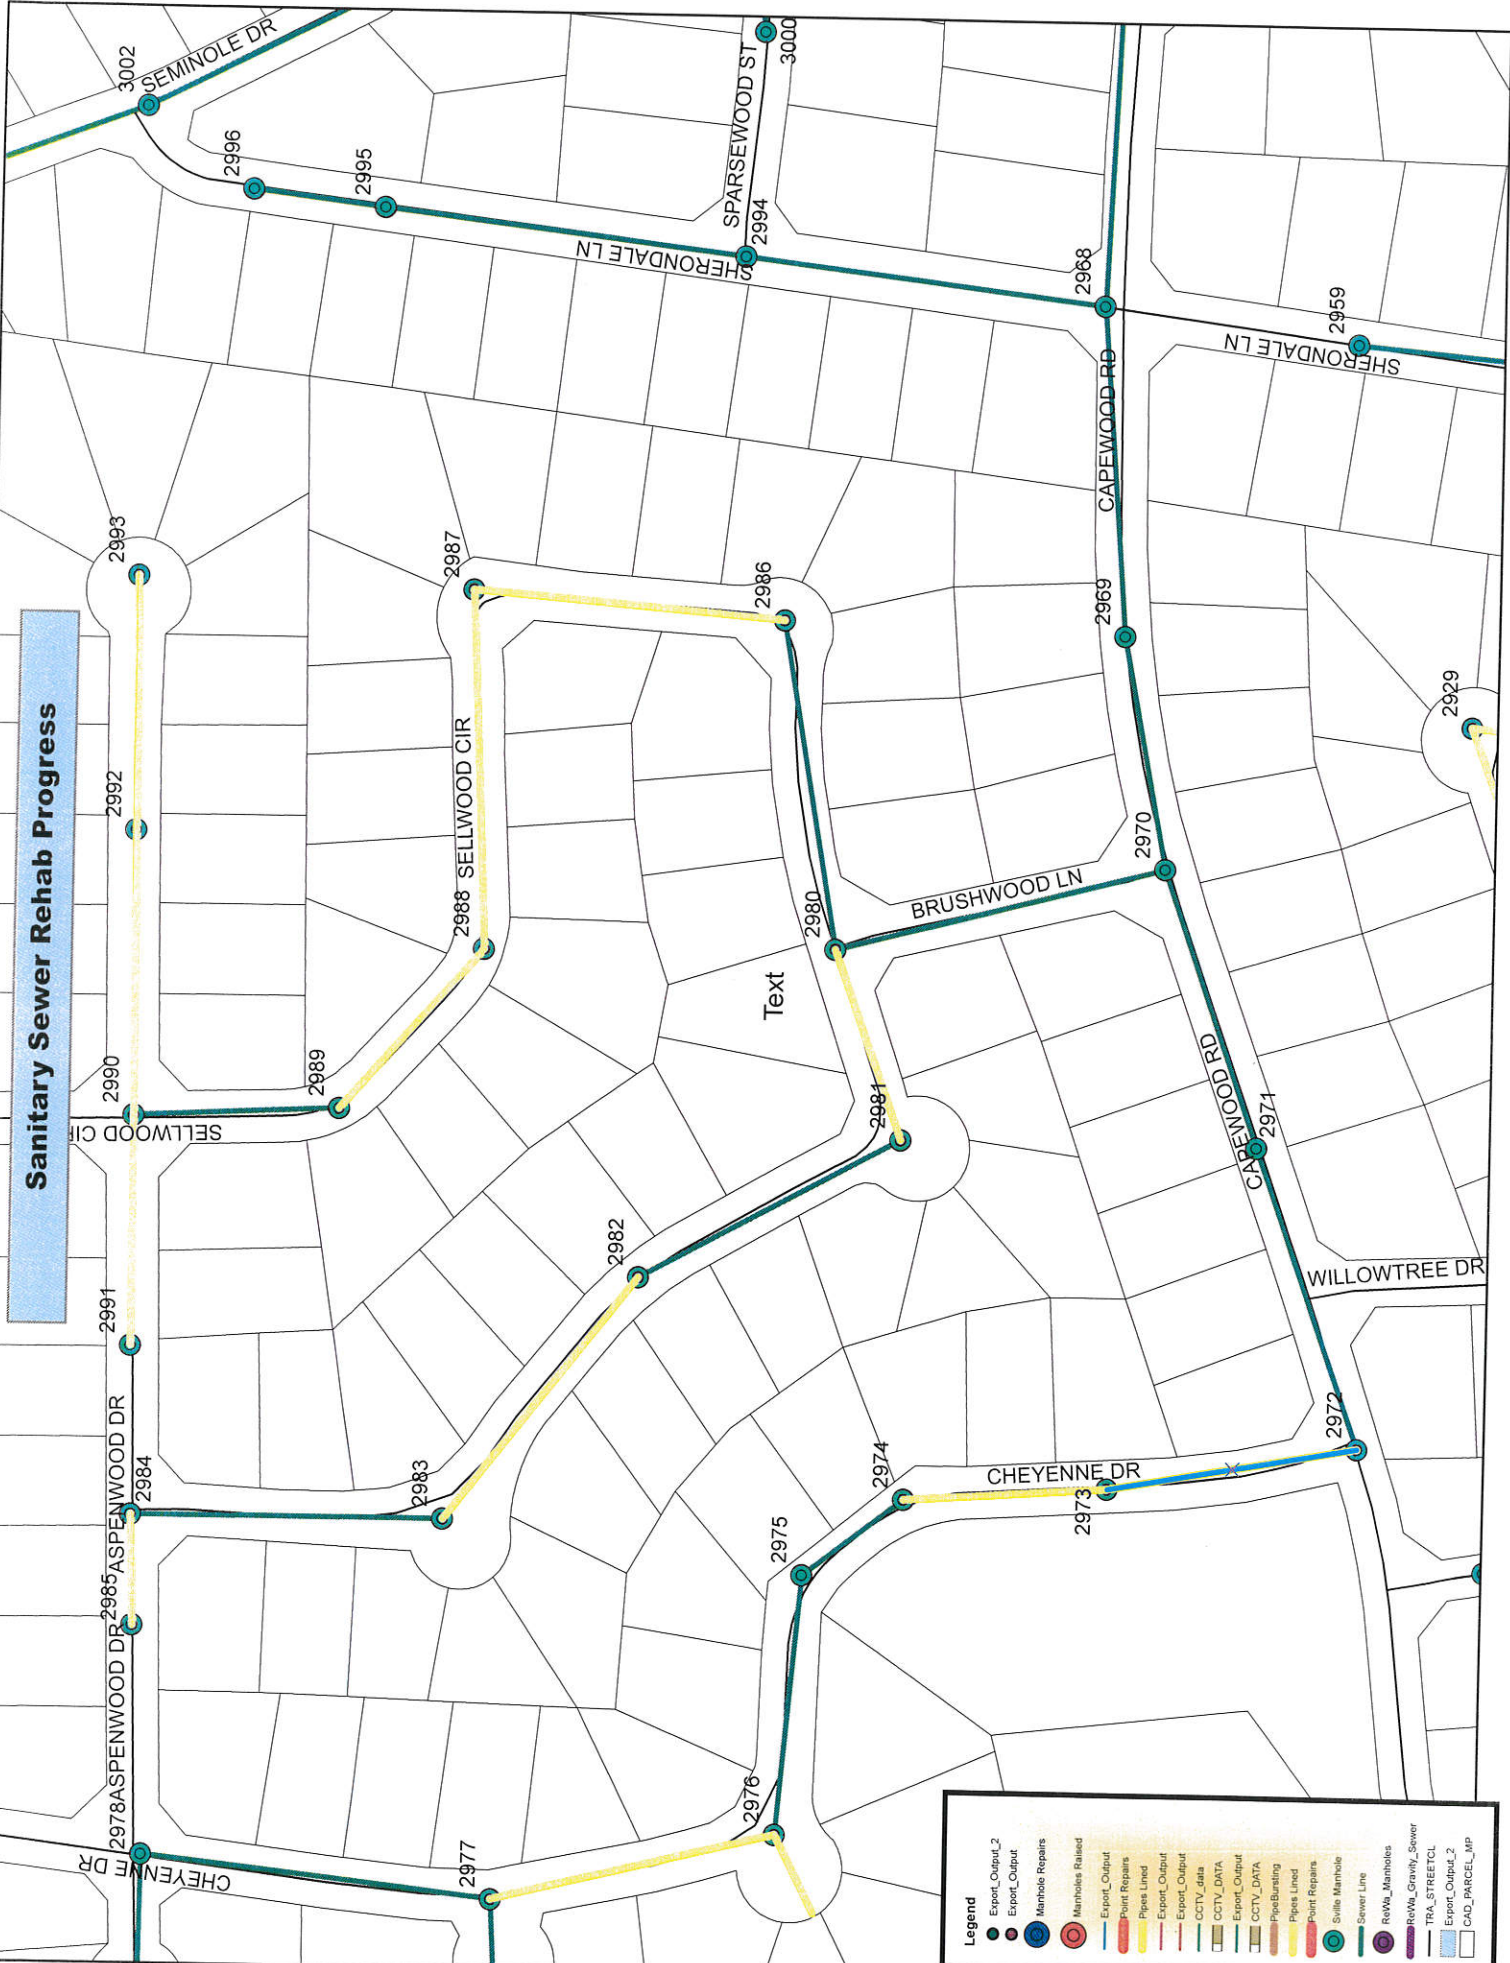 Sanitary Sewer Rehab Progress
3002
SEMINOLE DR
2996
2995
SPARSEWOOD ST
3000
2994
SHERONDALE LN
2968
2959
SHERONDALE LN
CAPEWOOD RD
2993
2987
2986
2969
2929
2992
SELLWOOD CIR
2988
2980
BRUSHWOOD LN
2970
Text
2990
SELLWOOD CIR
2989
2981
CAPEWOOD RD
2971
2982
WILLOWTREE DR
2991
ASPENWOOD DR
2984
2983
2974
CHEYENNE DR
2973
2972
2985
ASPENWOOD DR
2975
2978
CHEYENNE DR
2977
2976
Legend
Export_Output_2
Export_Output
Manhole Repairs
Manholes Raised
Export_Output
Point Repairs
Pipes Lined
Export_Output
Export_Output
CCTV_data
CCTV_DATA
Export_Output
CCTV_DATA
PipeBursting
Pipes Lined
Point Repairs
Sville Manhole
Sewer Line
ReWa_Manholes
ReWa_Gravity_Sewer
TRA_STREETCL
Export_Output_2
CAD_PARCEL_MP